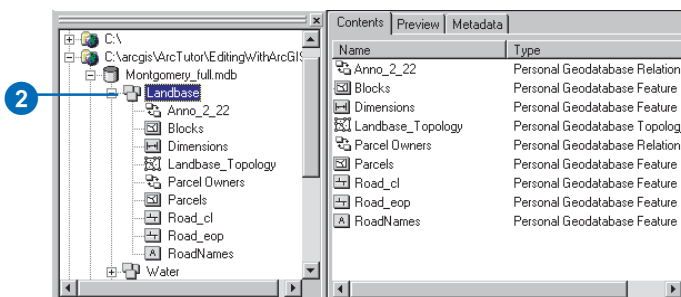 C:\
C:\arcgis\ArcTutor\EditingWithArcGIS
Montgomery_full.mdb
2
Landbase
Anno_2_22
Blocks
Dimensions
Landbase_Topology
Parcel Owners
Parcels
Road_cl
Road_eop
RoadNames
Water
Contents Preview Metadata
Name Type
Anno_2_22 Personal Geodatabase Relation
Blocks Personal Geodatabase Feature
Dimensions Personal Geodatabase Feature
Landbase_Topology Personal Geodatabase Topolog
Parcel Owners Personal Geodatabase Relation
Parcels Personal Geodatabase Feature
Road_cl Personal Geodatabase Feature
Road_eop Personal Geodatabase Feature
A RoadNames Personal Geodatabase Feature